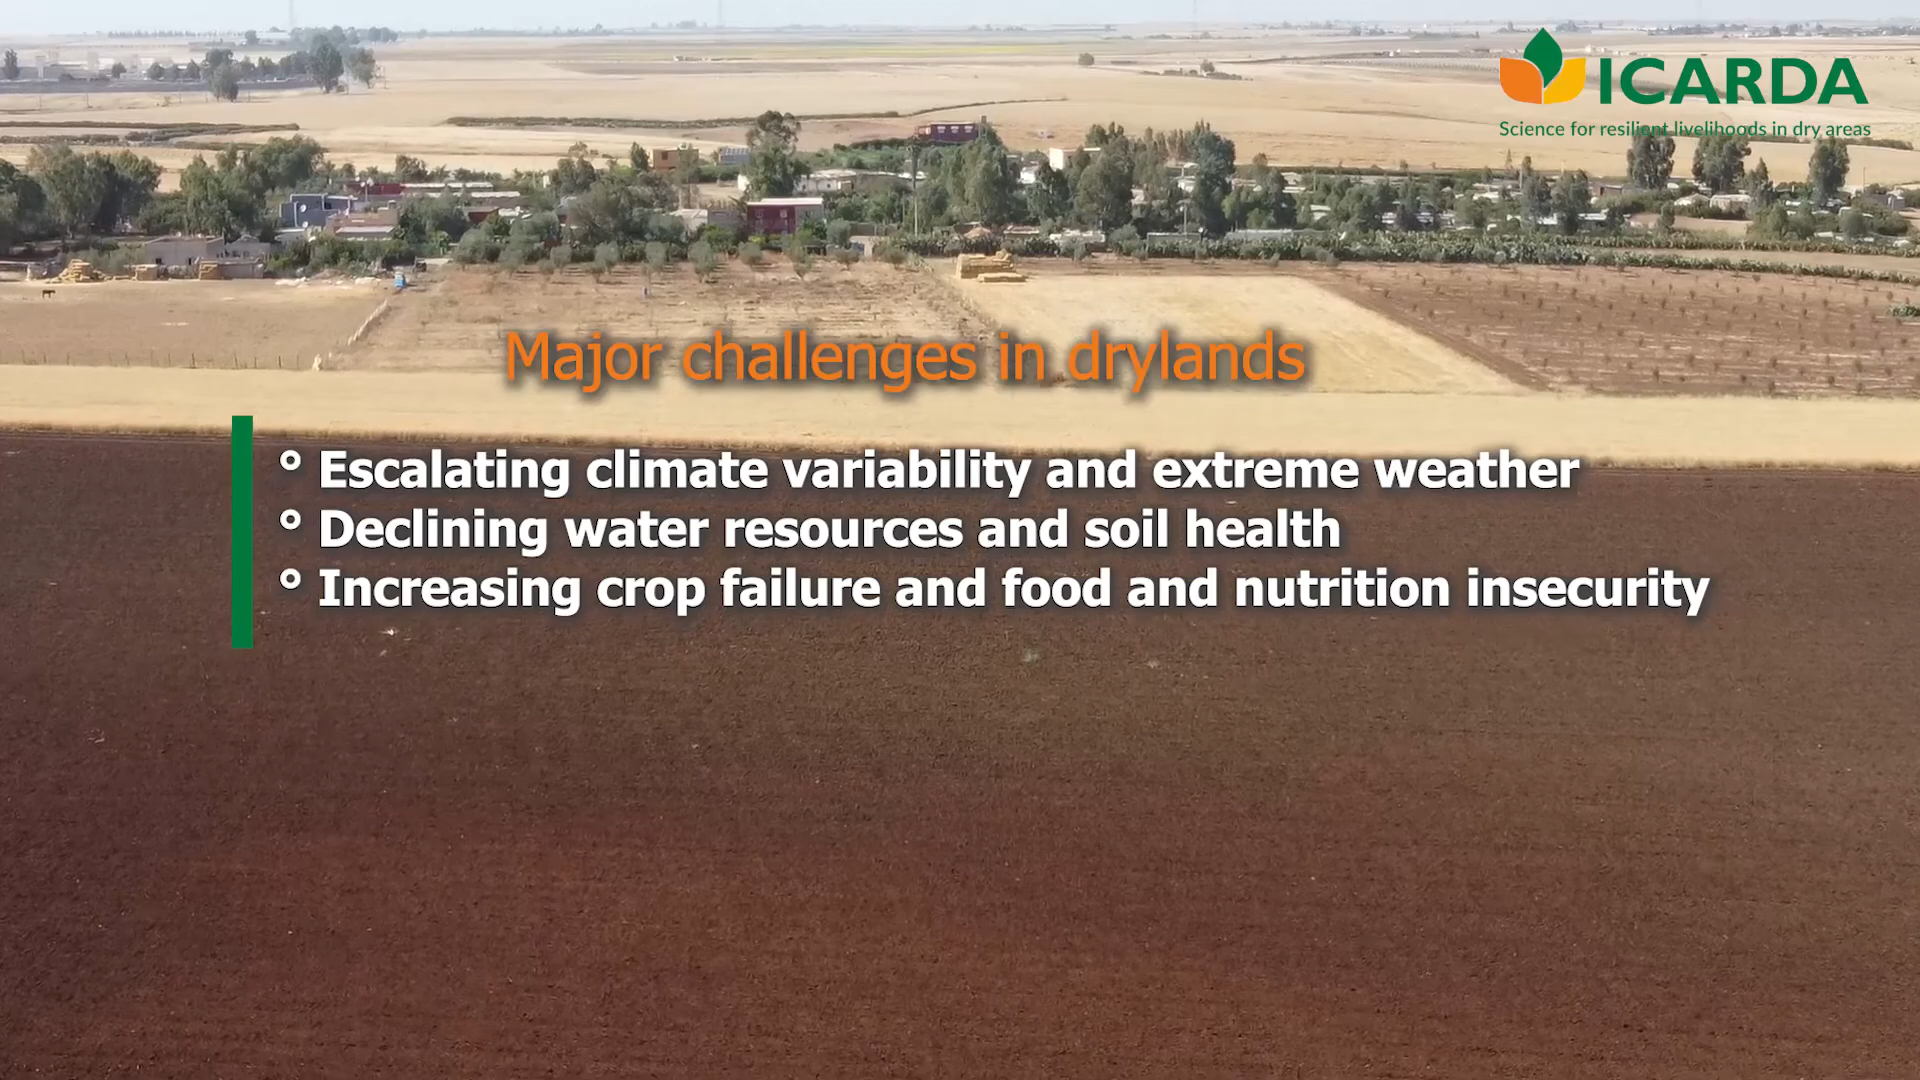 ICARDA
Science for resilient livelihoods in dry areas
Major challenges in drylands
° Escalating climate variability and extreme weather
° Declining water resources and soil health
° Increasing crop failure and food and nutrition insecurity